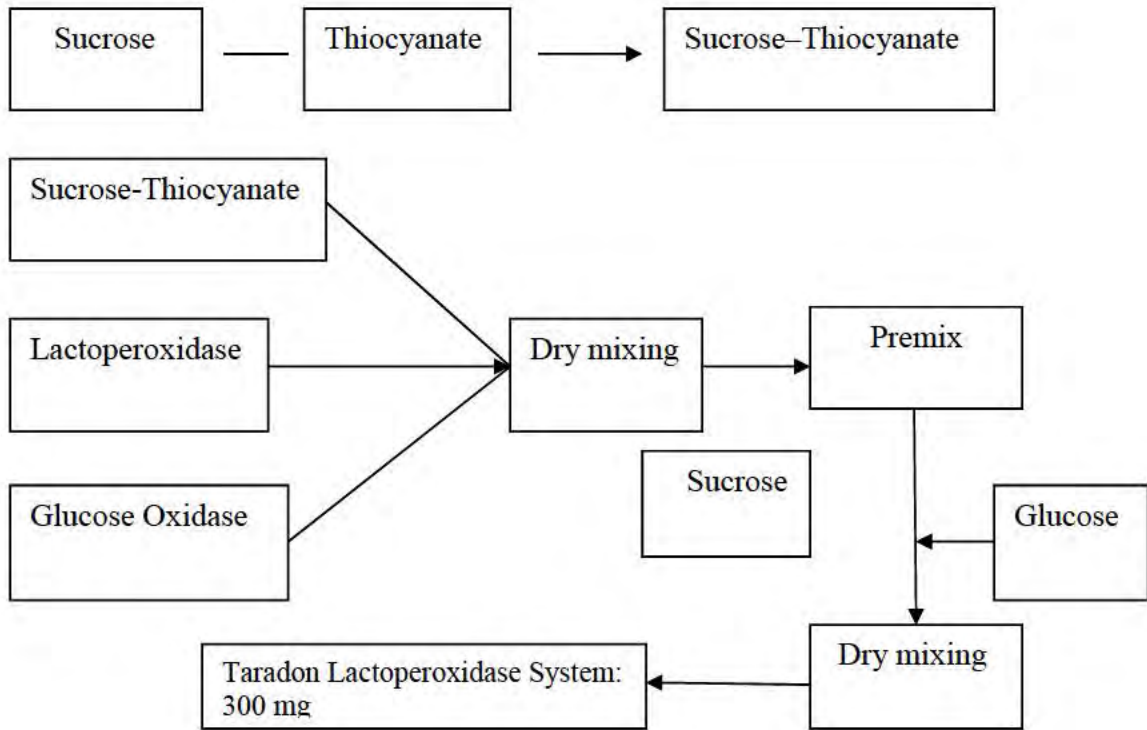 Sucrose
Thiocyanate
Sucrose–Thiocyanate
Sucrose-Thiocyanate
Lactoperoxidase
Dry mixing
Premix
Sucrose
Glucose Oxidase
Glucose
Dry mixing
Taradon Lactoperoxidase System:
300 mg